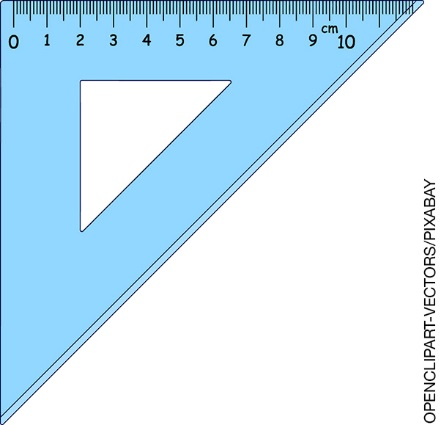 cm
0 1 2 3 4 5 6 7 8 9 10
OPENCLIPART-VECTORS/PIXABAY